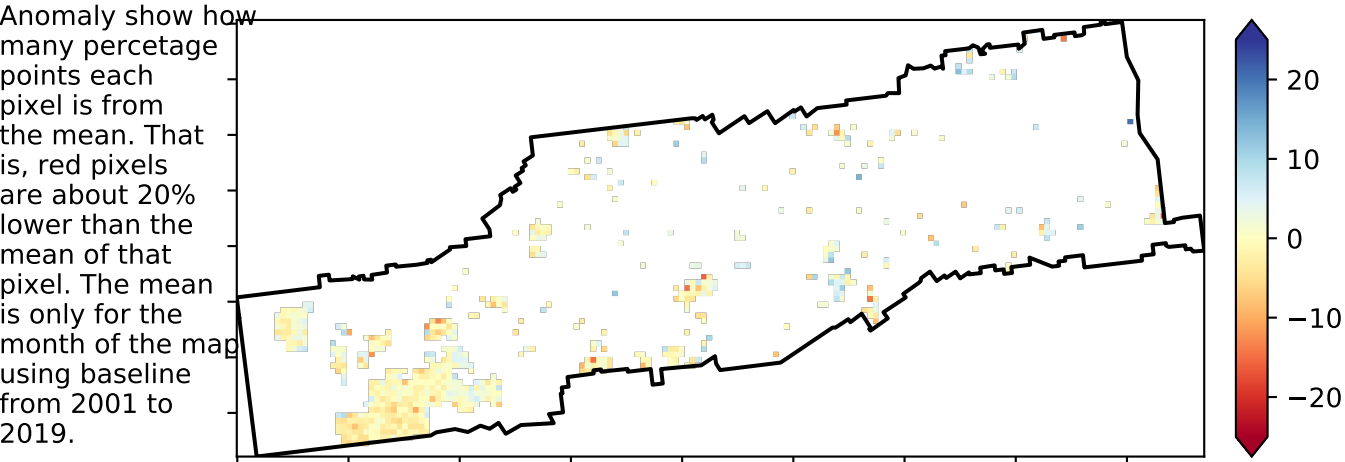 Anomaly show how
many percetage
points each
pixel is from
the mean. That
is, red pixels
are about 20%
lower than the
mean of that
pixel. The mean
is only for the
month of the map
using baseline
from 2001 to
2019.
20
10
0
−10
−20